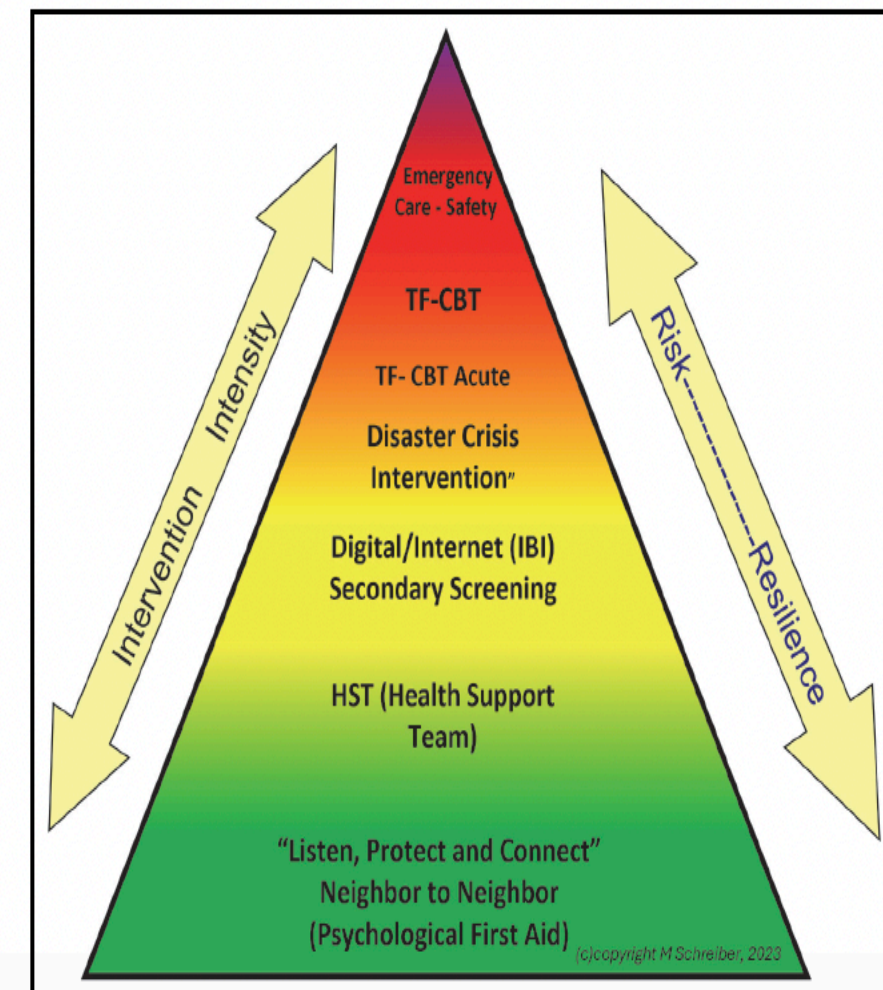 Emergency
Care - Safety
TF-CBT
TF- CBT Acute
Disaster Crisis
Intervention”
Digital/Internet (IBI)
Secondary Screening
HST (Health Support
Team)
“Listen, Protect and Connect”
Neighbor to Neighbor
(Psychological First Aid)
(c)copyright M Schreiber, 2023
Intervention Intensity
Risk------------Resilience